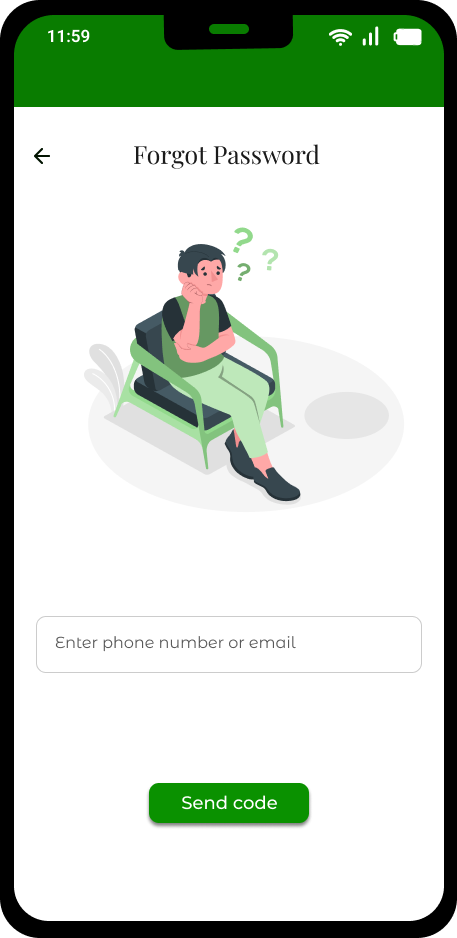 11:59
Forgot Password
? ? ?
Enter phone number or email
Send code